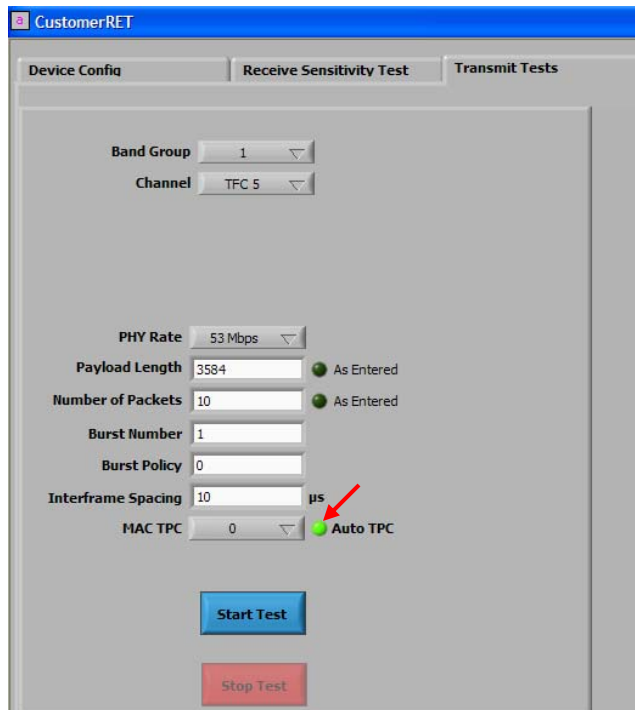 a CustomerRET
Device Config Receive Sensitivity Test Transmit Tests
Band Group 1
Channel TFC 5
PHY Rate 53 Mbps
Payload Length 3584 As Entered
Number of Packets 10 As Entered
Burst Number 1
Burst Policy 0
Interframe Spacing 10 µs
MAC TPC 0 Auto TPC
Start Test
Stop Test